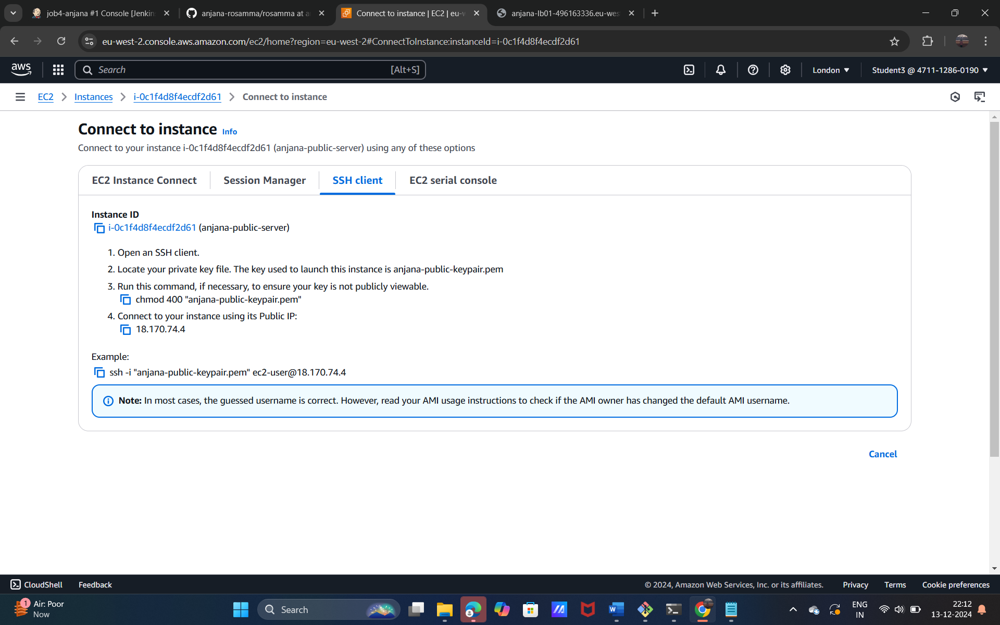 job4-anjana #1 Console [Jenkin
anjana-rosamma/rosamma at a
Connect to instance | EC2 | eu-w
anjana-lb01-496163336.eu-wes
eu-west-2.console.aws.amazon.com/ec2/home?region=eu-west-2#ConnectToInstance:instanceId=i-0c1f4d8f4ecdf2d61
aws
Search
[Alt+S]
London
Student3 @ 4711-1286-0190
EC2
Instances
i-0c1f4d8f4ecdf2d61
Connect to instance
Connect to instance Info
Connect to your instance i-0c1f4d8f4ecdf2d61 (anjana-public-server) using any of these options
EC2 Instance Connect
Session Manager
SSH client
EC2 serial console
Instance ID
i-0c1f4d8f4ecdf2d61 (anjana-public-server)
1. Open an SSH client.
2. Locate your private key file. The key used to launch this instance is anjana-public-keypair.pem
3. Run this command, if necessary, to ensure your key is not publicly viewable.
chmod 400 "anjana-public-keypair.pem"
4. Connect to your instance using its Public IP:
18.170.74.4
Example:
ssh -i "anjana-public-keypair.pem" ec2-user@18.170.74.4
Note: In most cases, the guessed username is correct. However, read your AMI usage instructions to check if the AMI owner has changed the default AMI username.
Cancel
CloudShell
Feedback
© 2024, Amazon Web Services, Inc. or its affiliates.
Privacy
Terms
Cookie preferences
1
Air: Poor
Now
Search
ENG
IN
22:12
13-12-2024